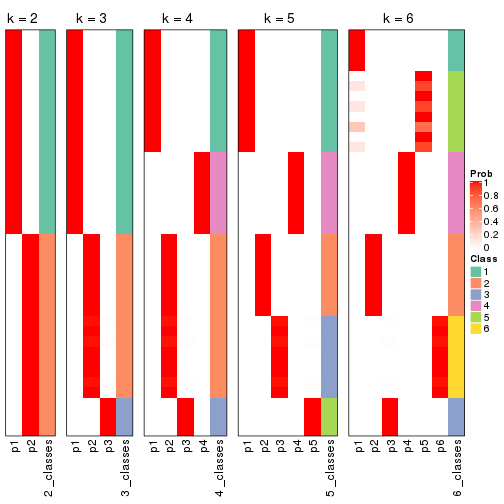 k = 2
k = 3
k = 4
k = 5
k = 6
Prob
1
0.8
0.6
0.4
0.2
0
Class
1
2
3
4
5
6
p1
p2
2_classes
p1
p2
p3
3_classes
p1
p2
p3
p4
4_classes
p1
p2
p3
p4
p5
5_classes
p1
p2
p3
p4
p5
p6
6_classes